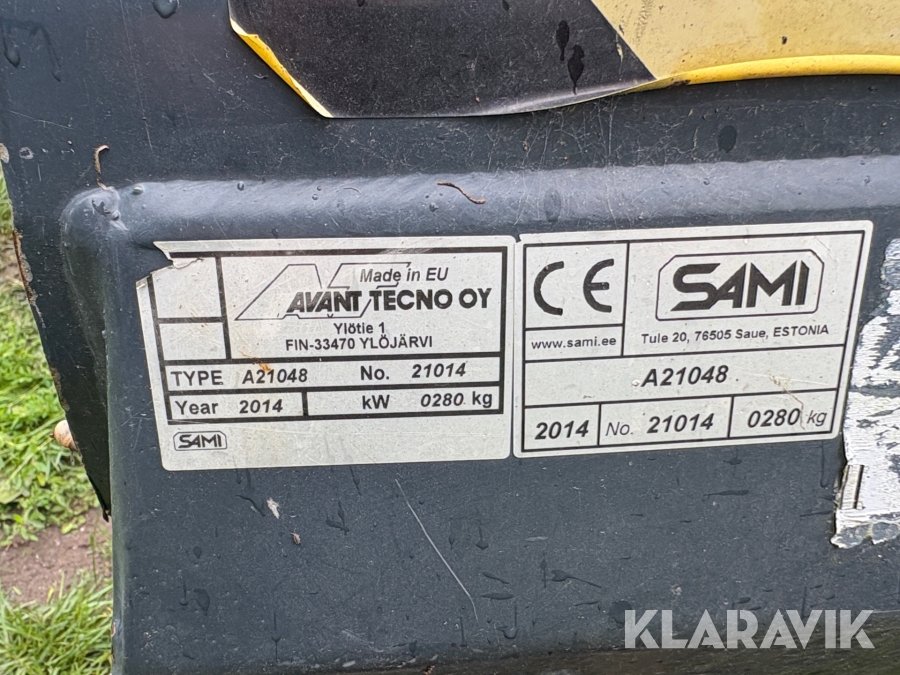 Made in EU
AVANT TECNO OY
Ylötie 1
FIN-33470 YLÖJÄRVI
TYPE A21048 No. 21014
Year 2014 kW 0280 kg
SAMI
CE SAMI
www.sami.ee Tule 20, 76505 Saue, ESTONIA
A21048
2014 No. 21014 0280 kg
KLARAVIK